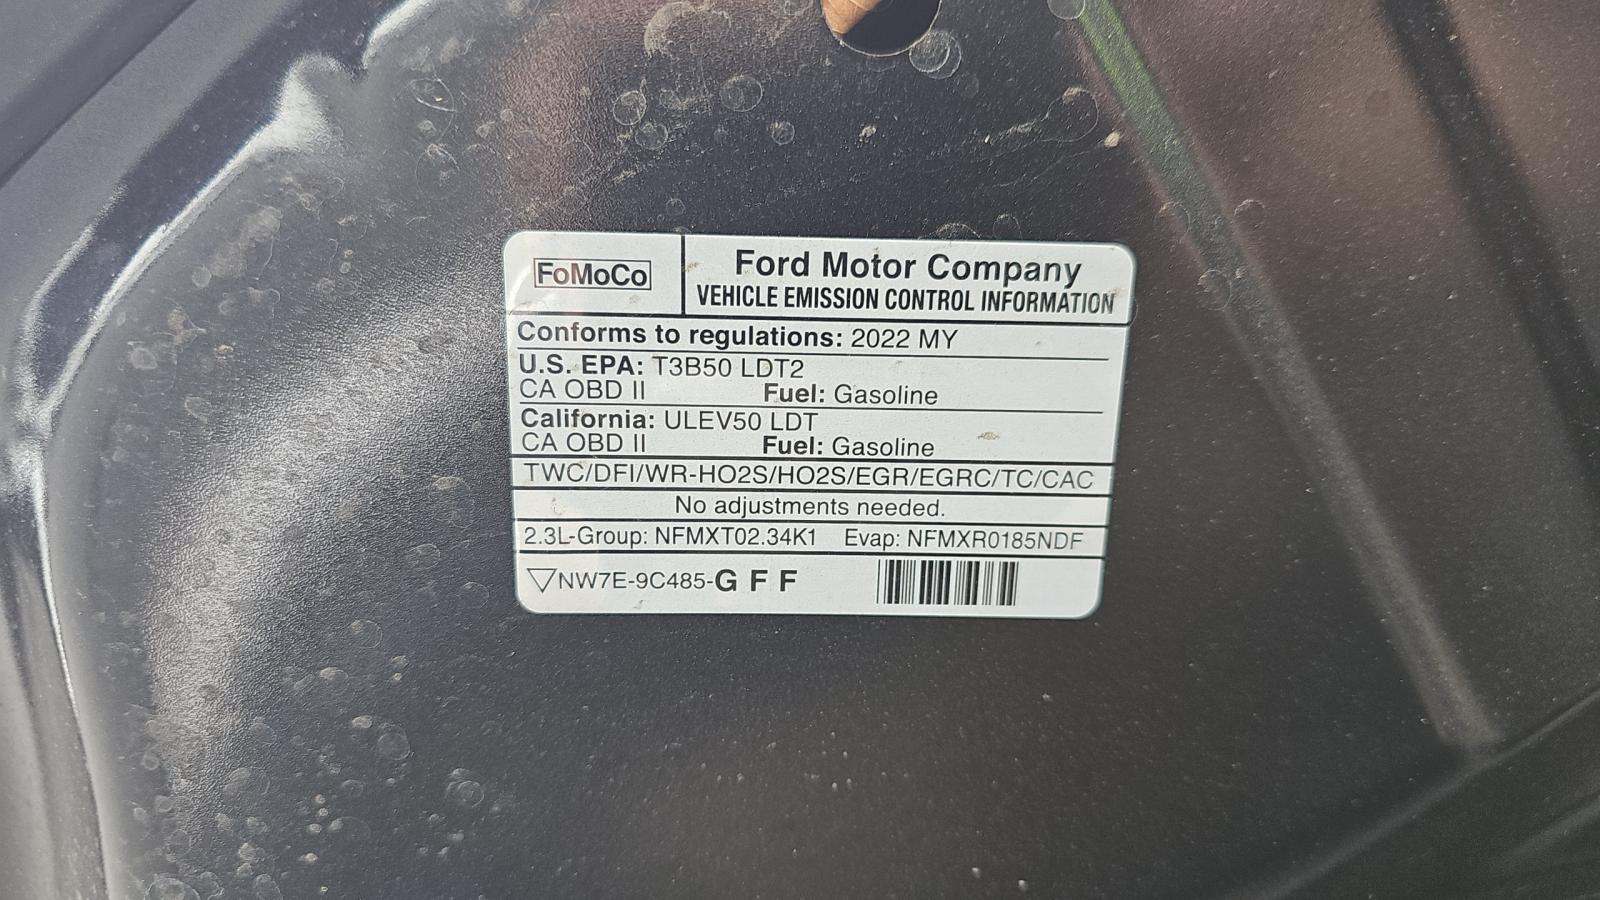 FoMoCo
Ford Motor Company
VEHICLE EMISSION CONTROL INFORMATION
Conforms to regulations: 2022 MY
U.S. EPA: T3B50 LDT2
CA OBD II Fuel: Gasoline
California: ULEV50 LDT
CA OBD II Fuel: Gasoline
TWC/DFI/WR-HO2S/HO2S/EGR/EGRC/TC/CAC
No adjustments needed.
2.3L-Group: NFMXT02.34K1 Evap: NFMXR0185NDF
NW7E-9C485-G F F